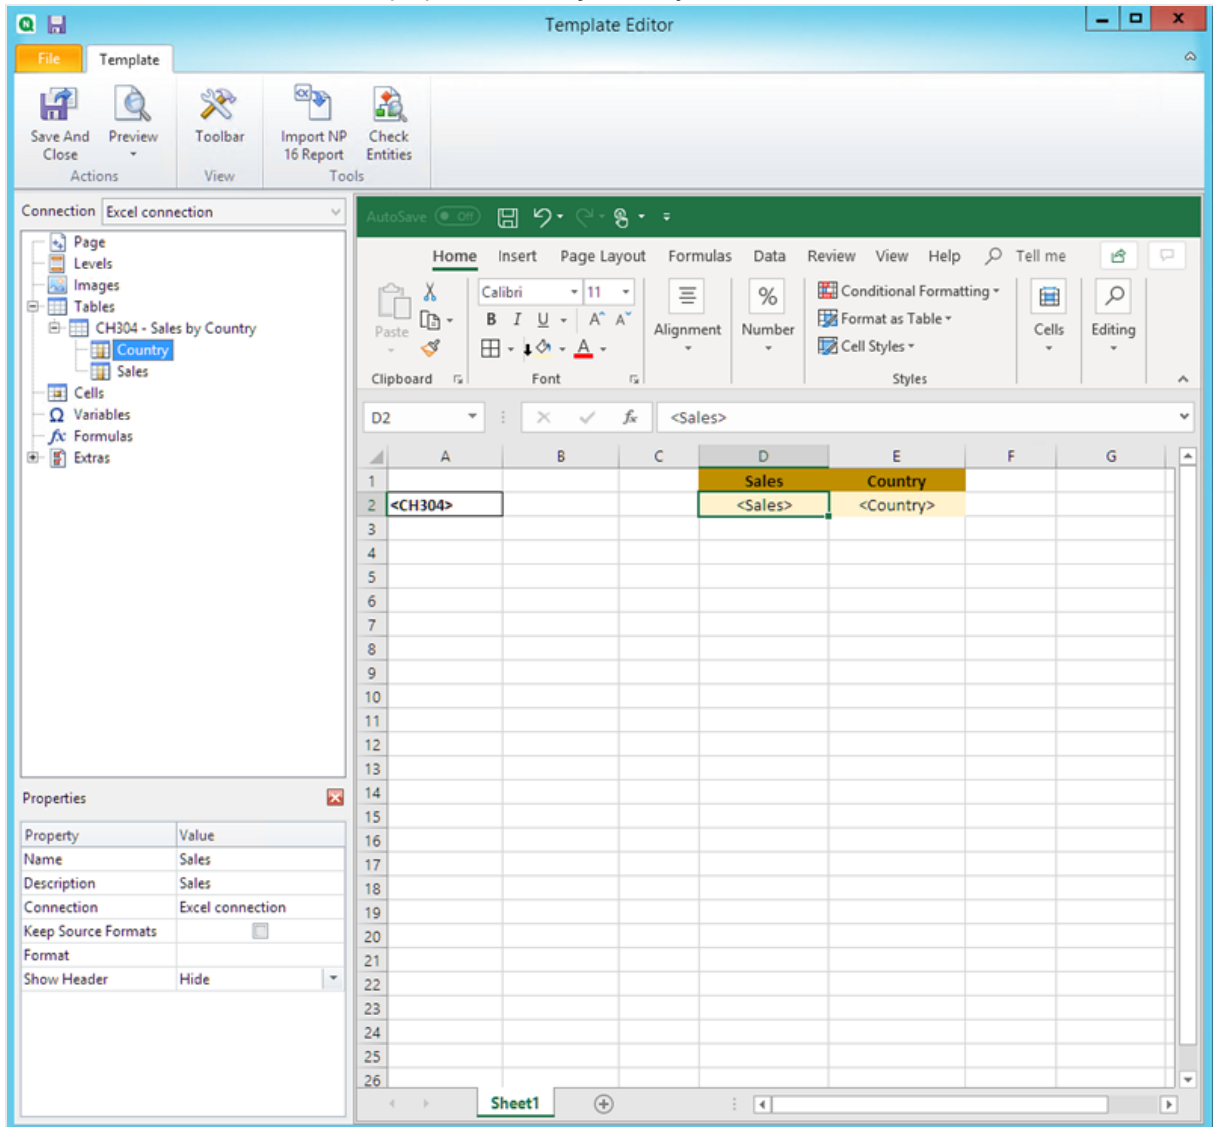 Template Editor
File Template
Save And Close Preview Toolbar Import NP 16 Report Check Entities
Actions View Tools
Connection Excel connection
Page
Levels
Images
Tables
CH304 - Sales by Country
Country
Sales
Cells
Ω Variables
fx Formulas
Extras
Properties
Property Value
Name Sales
Description Sales
Connection Excel connection
Keep Source Formats
Format
Show Header Hide
AutoSave Off
Home Insert Page Layout Formulas Data Review View Help Tell me
Paste Calibri 11 B I U A A A Alignment % Number Conditional Formatting Format as Table Cell Styles Cells Editing
Clipboard Font Styles
D2 fx <Sales>
A B C D E F G
1 Sales Country
2 <CH304> <Sales> <Country>
3
4
5
6
7
8
9
10
11
12
13
14
15
16
17
18
19
20
21
22
23
24
25
26
Sheet1